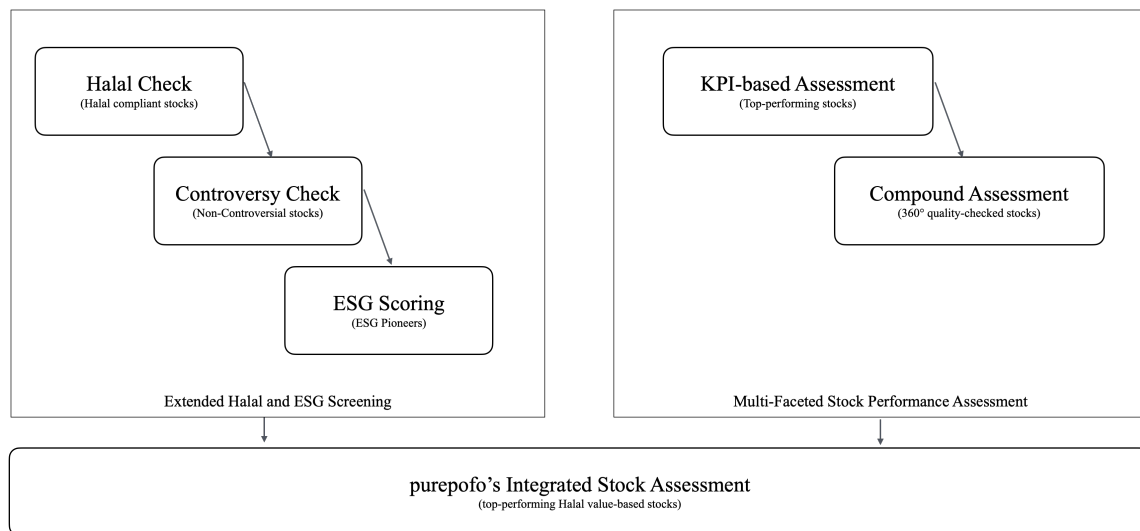 Halal Check
(Halal compliant stocks)
Controversy Check
(Non-Controversial stocks)
ESG Scoring
(ESG Pioneers)
Extended Halal and ESG Screening
KPI-based Assessment
(Top-performing stocks)
Compound Assessment
(360° quality-checked stocks)
Multi-Faceted Stock Performance Assessment
purepofo’s Integrated Stock Assessment
(top-performing Halal value-based stocks)